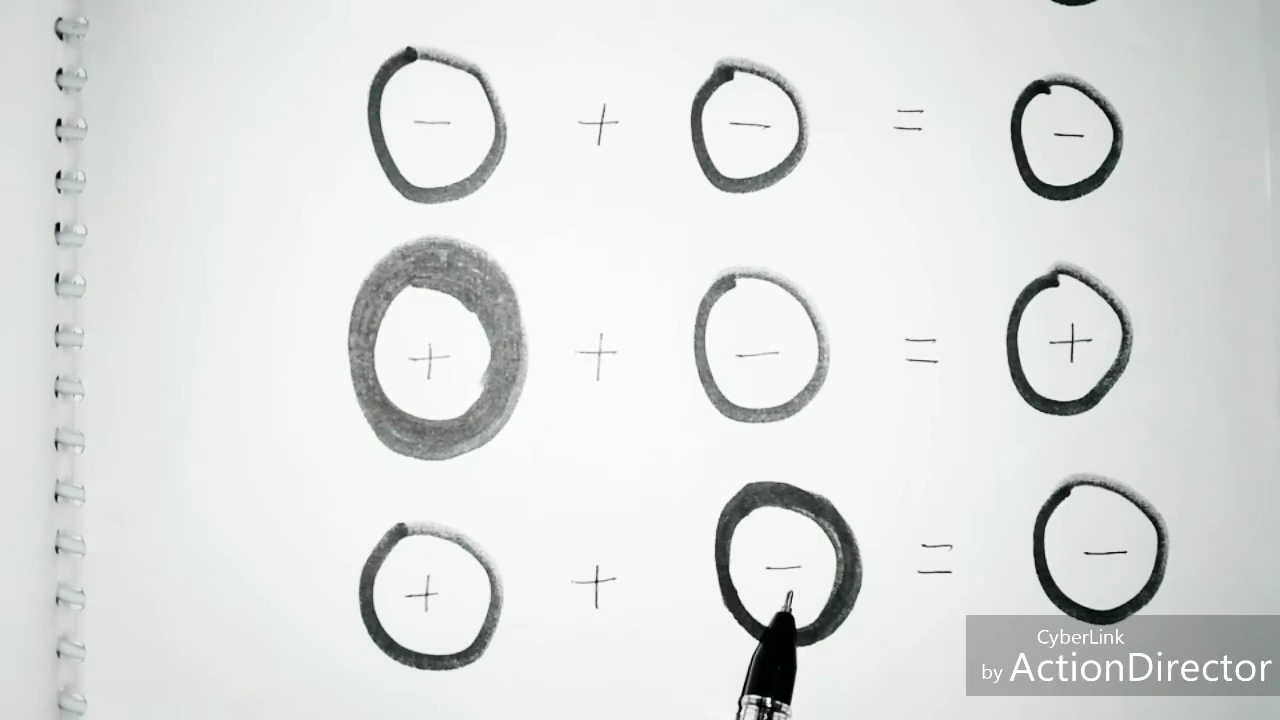 - + - = -
+ + - = +
+ + - = -
CyberLink
by ActionDirector